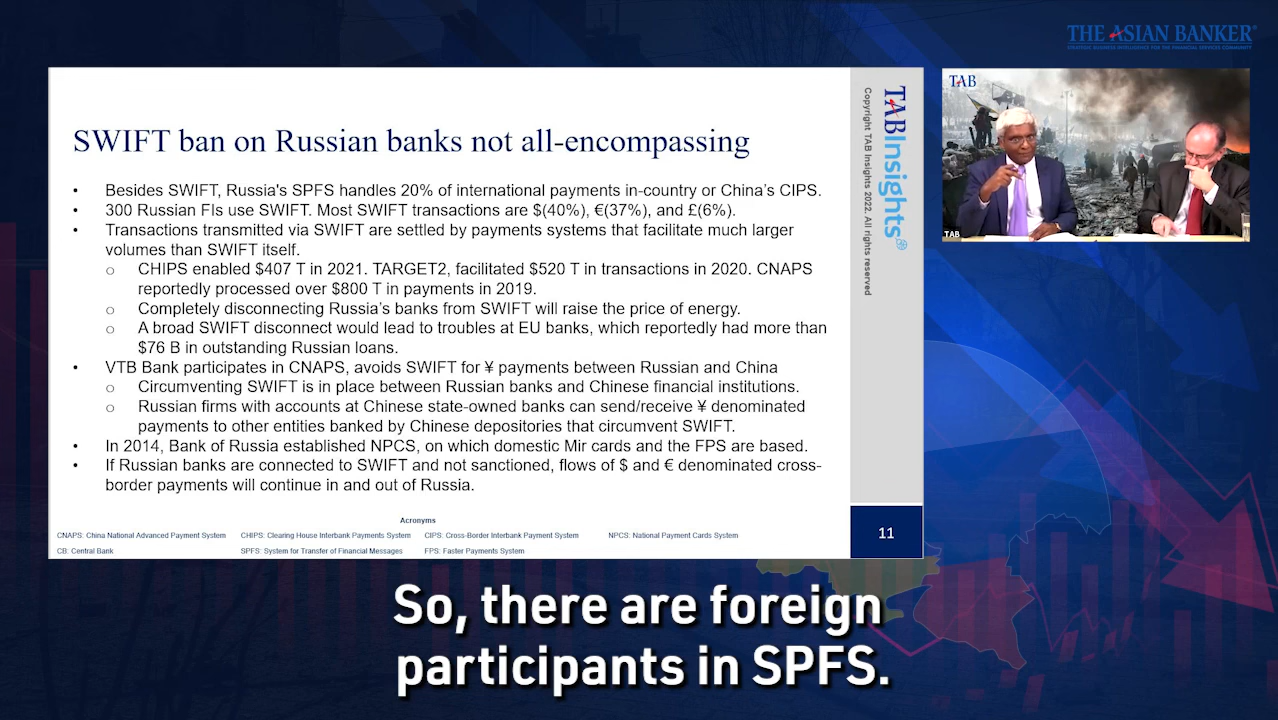 THE ASIAN BANKER
STRATEGIC BUSINESS INTELLIGENCE FOR THE FINANCIAL SERVICES COMMUNITY
SWIFT ban on Russian banks not all-encompassing
• Besides SWIFT, Russia's SPFS handles 20% of international payments in-country or China's CIPS.
• 300 Russian FIs use SWIFT. Most SWIFT transactions are $(40%), €(37%), and £(6%).
• Transactions transmitted via SWIFT are settled by payments systems that facilitate much larger
volumes than SWIFT itself.
o CHIPS enabled $407 T in 2021. TARGET2, facilitated $520 T in transactions in 2020. CNAPS
reportedly processed over $800 T in payments in 2019.
o Completely disconnecting Russia's banks from SWIFT will raise the price of energy.
o A broad SWIFT disconnect would lead to troubles at EU banks, which reportedly had more than
$76 B in outstanding Russian loans.
• VTB Bank participates in CNAPS, avoids SWIFT for ¥ payments between Russian and China
o Circumventing SWIFT is in place between Russian banks and Chinese financial institutions.
o Russian firms with accounts at Chinese state-owned banks can send/receive ¥ denominated
payments to other entities banked by Chinese depositories that circumvent SWIFT.
• In 2014, Bank of Russia established NPCS, on which domestic Mir cards and the FPS are based.
• If Russian banks are connected to SWIFT and not sanctioned, flows of $ and € denominated cross-
border payments will continue in and out of Russia.
Acronyms
CNAPS: China National Advanced Payment System CHIPS: Clearing House Interbank Payments System CIPS: Cross-Border Interbank Payment System NPCS: National Payment Cards System
CB: Central Bank SPFS: System for Transfer of Financial Messages FPS: Faster Payments System
TABInsights
Copyright TAB Insights 2022. All rights reserved
11
TAB
TAB
So, there are foreign
participants in SPFS.